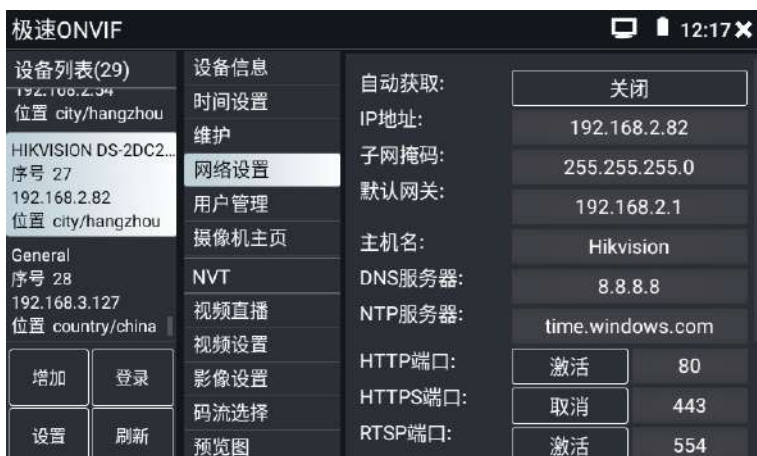 极速ONVIF
12:17
设备列表(29)
192.168.2.54
位置 city/hangzhou
HIKVISION DS-2DC2...
序号 27
192.168.2.82
位置 city/hangzhou
General
序号 28
192.168.3.127
位置 country/china
增加 登录
设置 刷新
设备信息
时间设置
维护
网络设置
用户管理
摄像机主页
NVT
视频直播
视频设置
影像设置
码流选择
预览图
自动获取: 关闭
IP地址: 192.168.2.82
子网掩码: 255.255.255.0
默认网关: 192.168.2.1
主机名: Hikvision
DNS服务器: 8.8.8.8
NTP服务器: time.windows.com
HTTP端口: 激活 80
HTTPS端口: 取消 443
RTSP端口: 激活 554